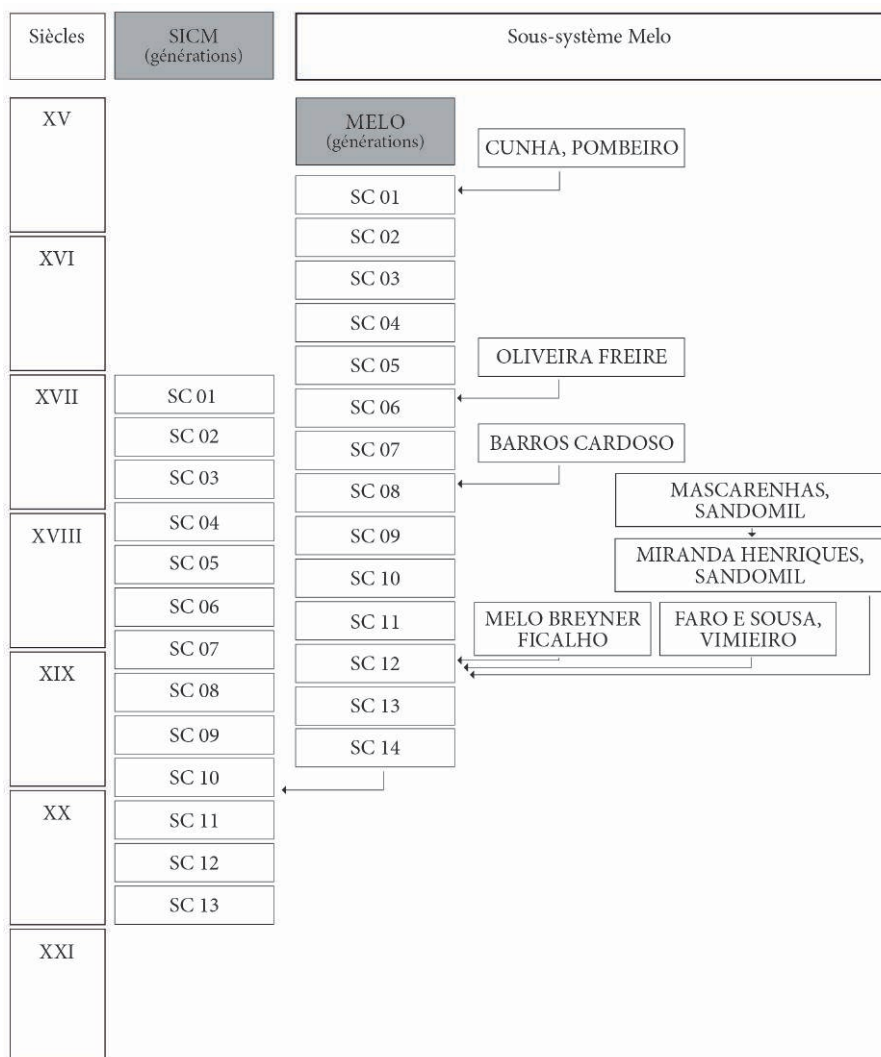 Siècles
SICM
(générations)
Sous-système Melo
XV
MELO
(générations)
CUNHA, POMBEIRO
SC 01
SC 02
XVI
SC 03
SC 04
OLIVEIRA FREIRE
SC 05
XVII
SC 01
SC 06
SC 02
SC 07
BARROS CARDOSO
SC 03
SC 08
MASCARENHAS,
SANDOMIL
SC 04
XVIII
SC 09
MIRANDA HENRIQUES,
SANDOMIL
SC 05
SC 10
SC 06
SC 11
MELO BREYNER
FICALHO
FARO E SOUSA,
VIMIEIRO
SC 07
SC 12
XIX
SC 08
SC 13
SC 09
SC 14
SC 10
XX
SC 11
SC 12
SC 13
XXI